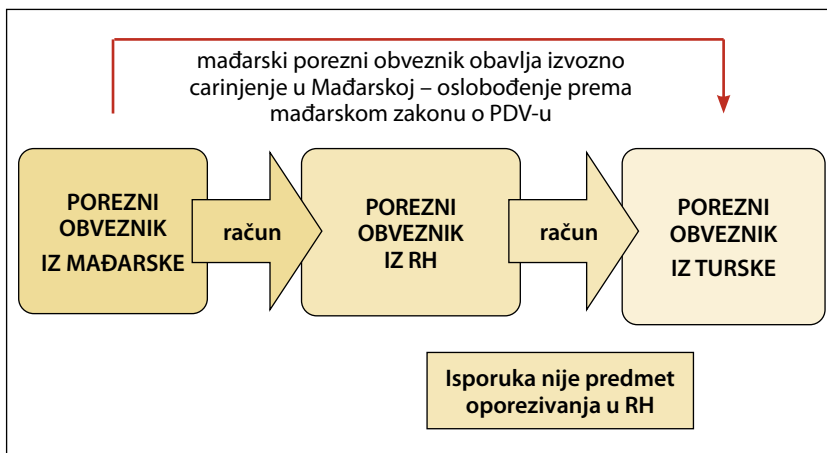 mađarski porezni obveznik obavlja izvozno
carinjenje u Mađarskoj – oslobođenje prema
mađarskom zakonu o PDV-u
POREZNI
OBVEZNIK
IZ MAĐARSKE
račun
POREZNI
OBVEZNIK
IZ RH
račun
POREZNI
OBVEZNIK
IZ TURSKE
Isporuka nije predmet
oporezivanja u RH